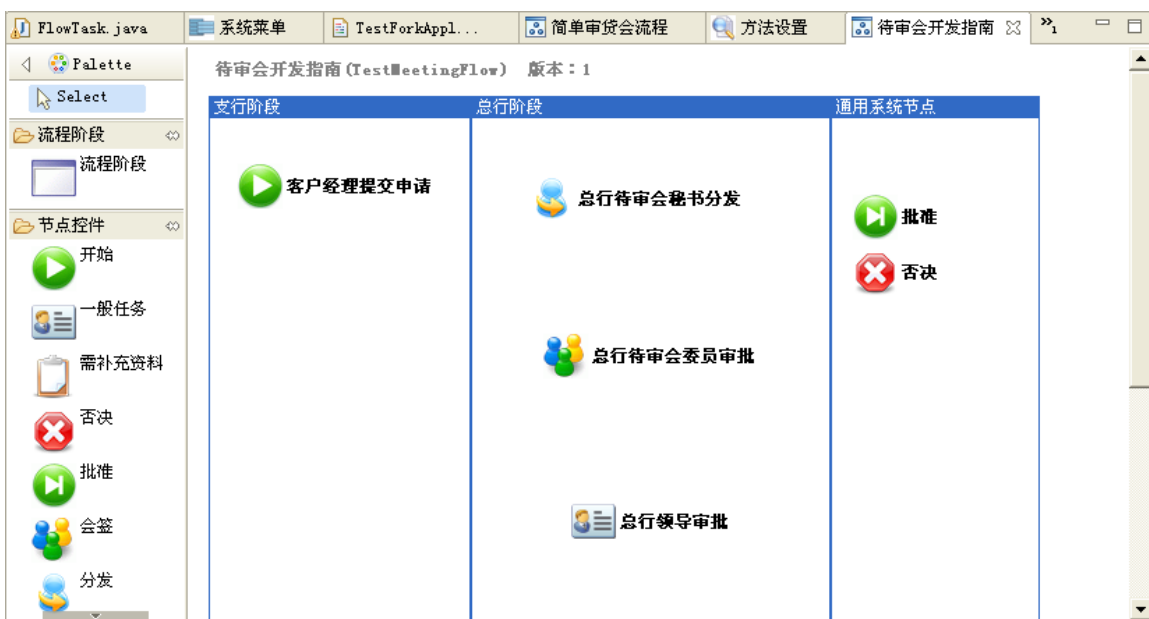 FlowTask.java
系统菜单
TestForkAppl...
简单审贷会流程
方法设置
待审会开发指南
»1
Palette
Select
流程阶段
流程阶段
节点控件
开始
一般任务
需补充资料
否决
批准
会签
分发
待审会开发指南(TestMeetingFlow) 版本：1
支行阶段
总行阶段
通用系统节点
客户经理提交申请
总行待审会秘书分发
批准
否决
总行待审会委员审批
总行领导审批